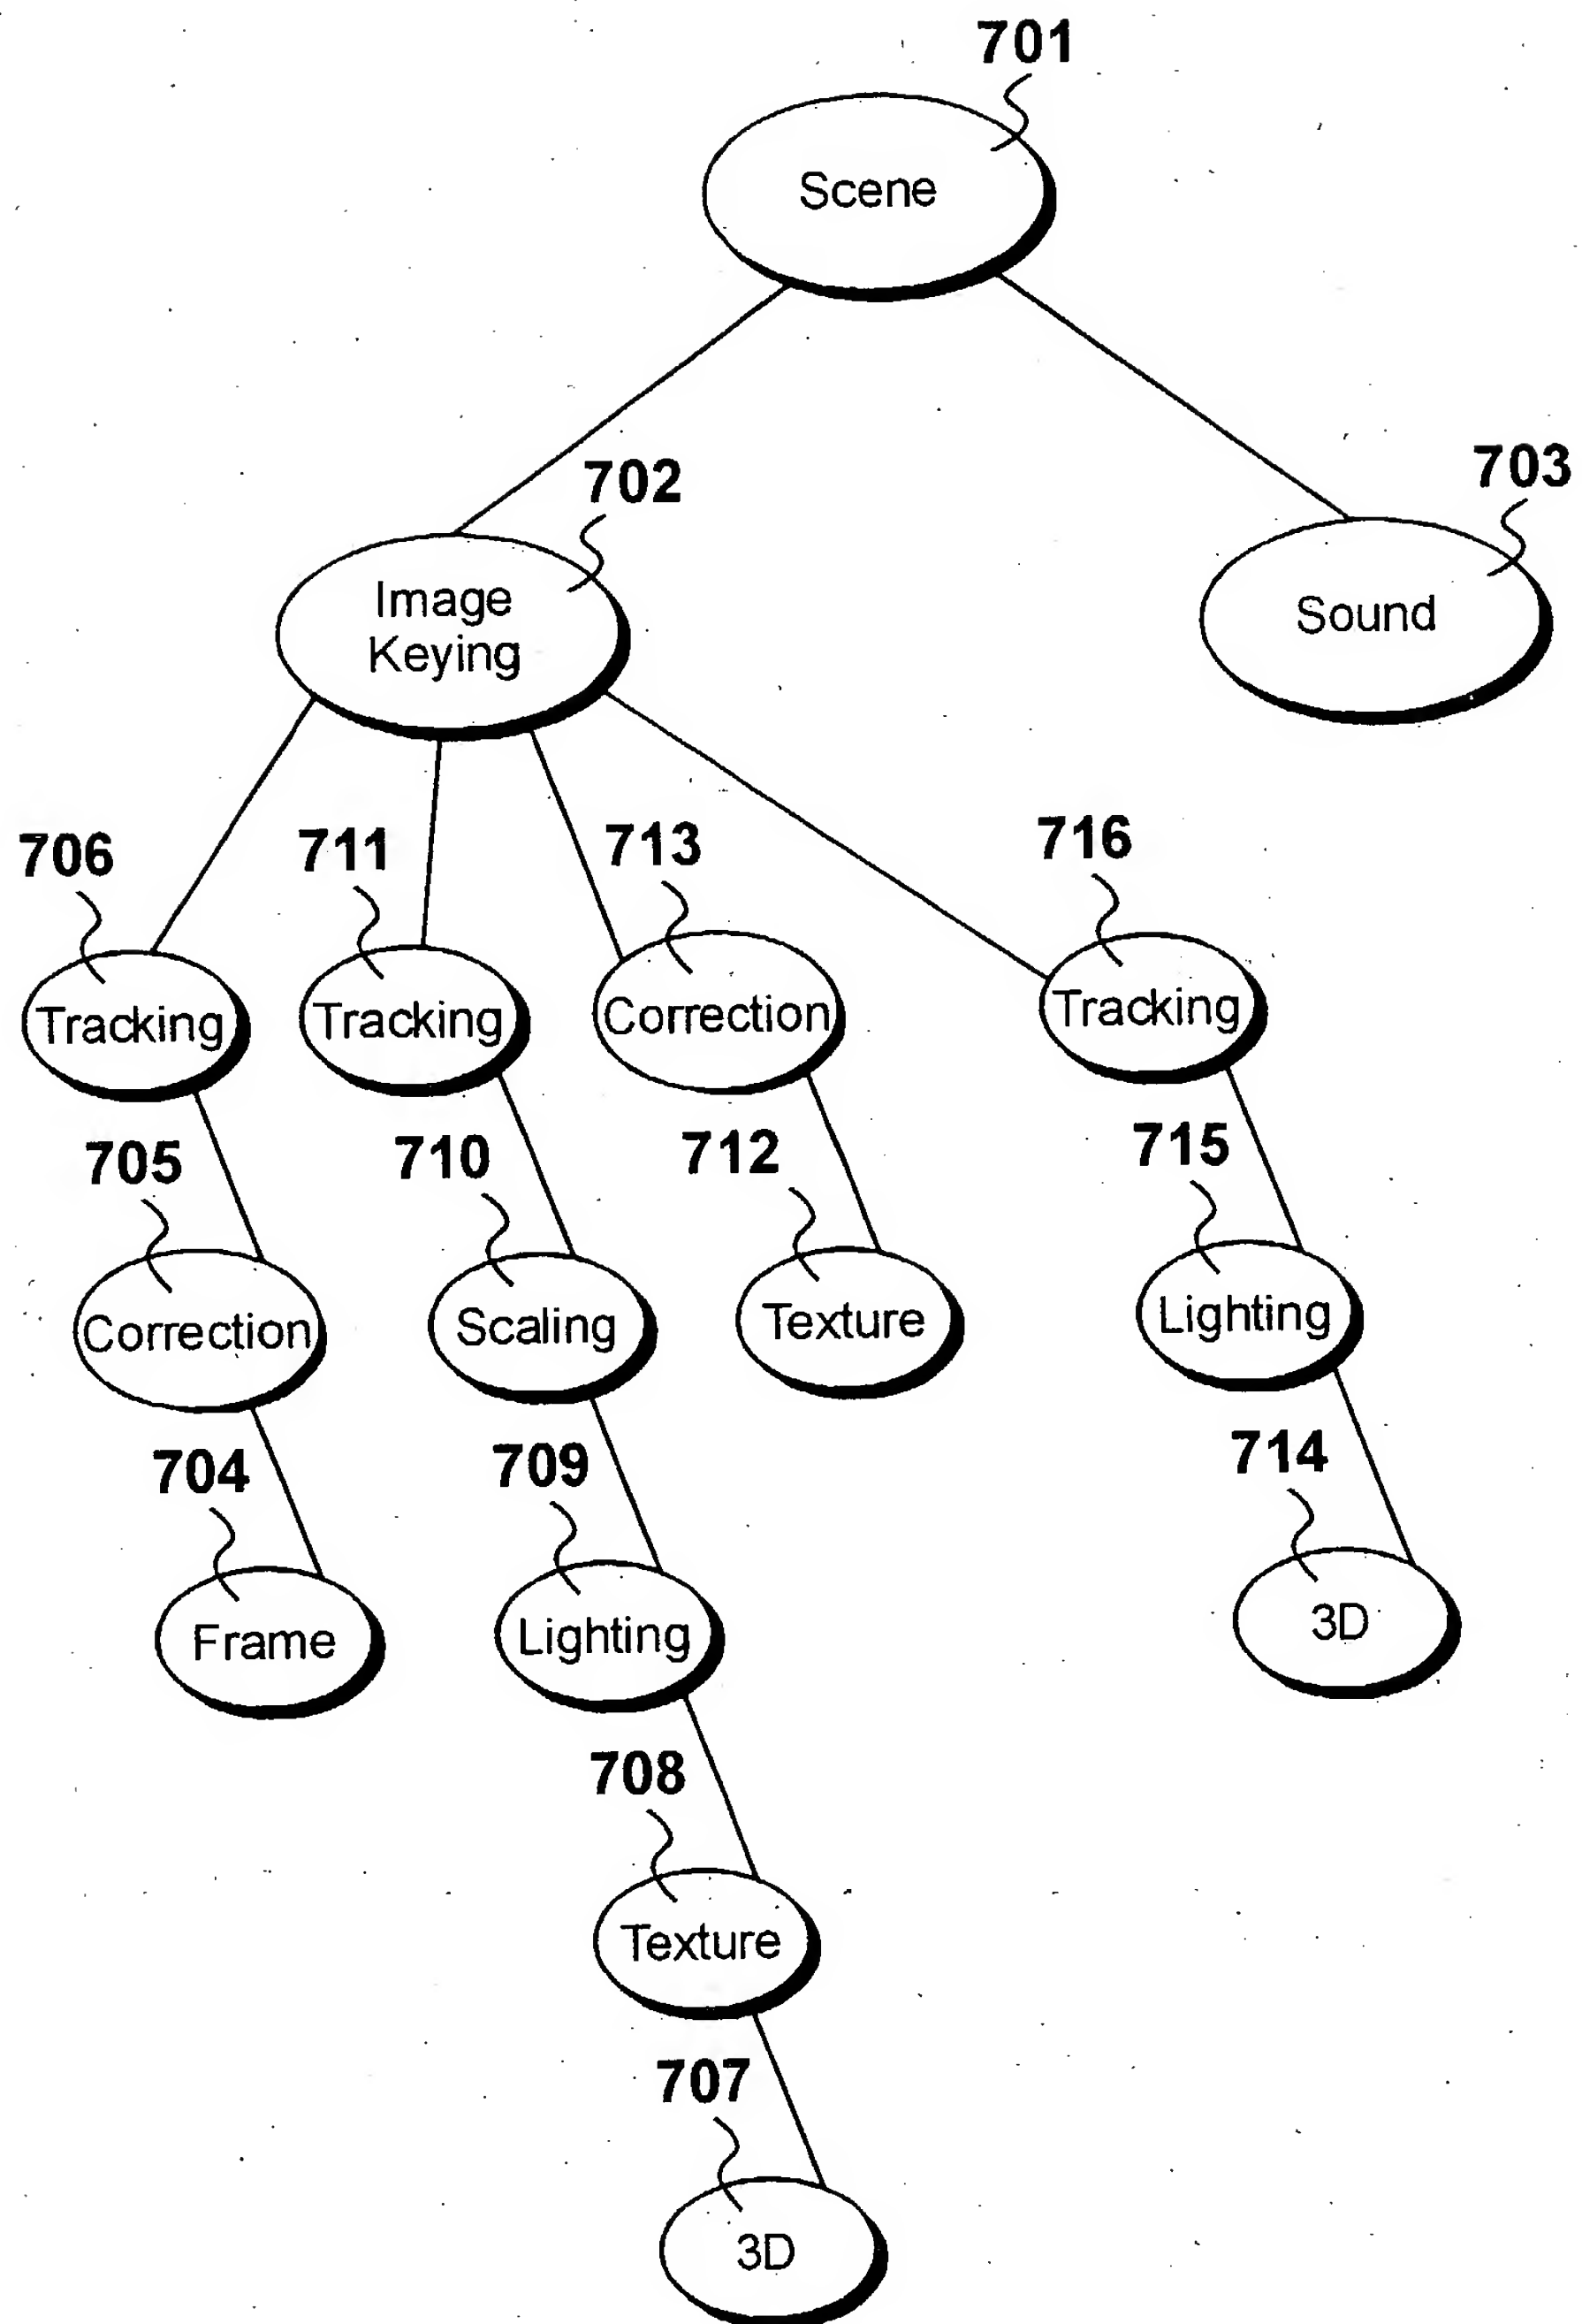 701
Scene
702
703
Image
Keying
Sound
706
711
713
716
Tracking
Tracking
Correction
Tracking
705
710
712
715
Correction
Scaling
Texture
Lighting
704
709
714
Frame
Lighting
3D
708
Texture
707
3D